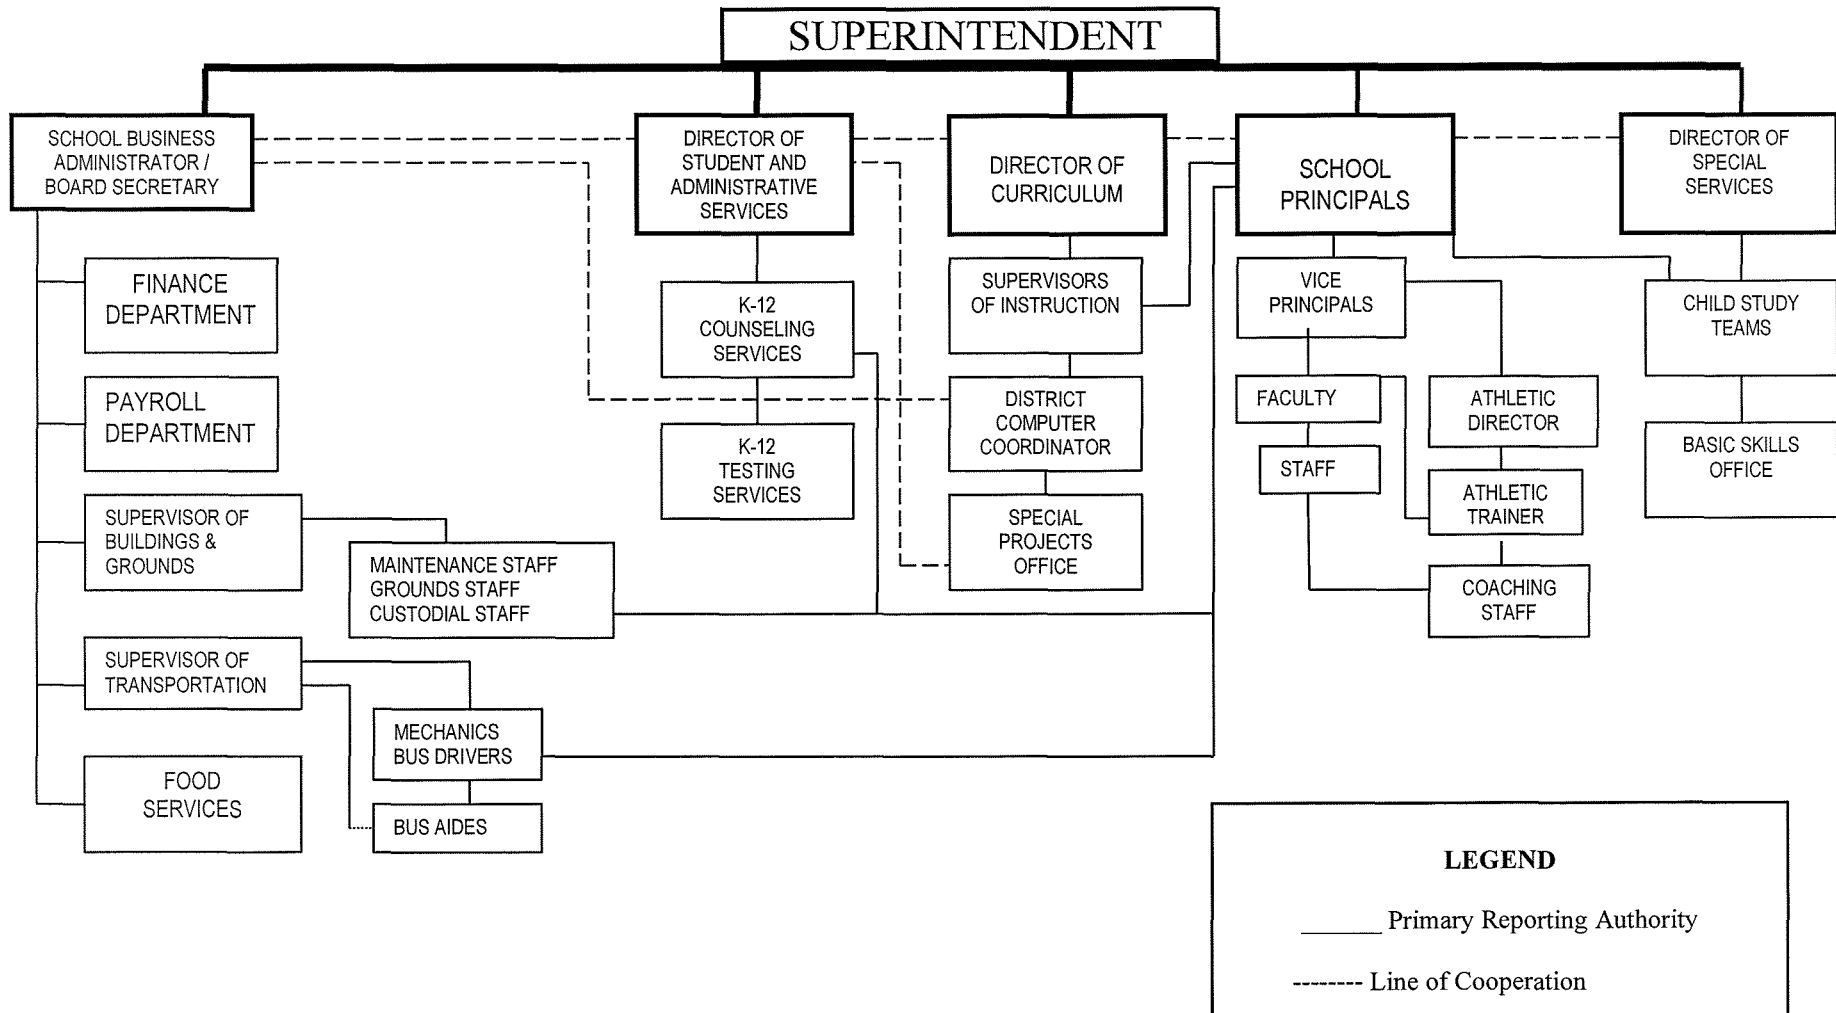 SUPERINTENDENT
SCHOOL BUSINESS
ADMINISTRATOR /
BOARD SECRETARY
DIRECTOR OF
STUDENT AND
ADMINISTRATIVE
SERVICES
DIRECTOR OF
CURRICULUM
SCHOOL
PRINCIPALS
DIRECTOR OF
SPECIAL
SERVICES
FINANCE
DEPARTMENT
PAYROLL
DEPARTMENT
SUPERVISOR OF
BUILDINGS &
GROUNDS
MAINTENANCE STAFF
GROUNDS STAFF
CUSTODIAL STAFF
SUPERVISOR OF
TRANSPORTATION
MECHANICS
BUS DRIVERS
BUS AIDES
FOOD
SERVICES
K-12
COUNSELING
SERVICES
K-12
TESTING
SERVICES
SUPERVISORS
OF INSTRUCTION
DISTRICT
COMPUTER
COORDINATOR
SPECIAL
PROJECTS
OFFICE
VICE
PRINCIPALS
FACULTY
STAFF
ATHLETIC
DIRECTOR
ATHLETIC
TRAINER
COACHING
STAFF
CHILD STUDY
TEAMS
BASIC SKILLS
OFFICE
LEGEND
Primary Reporting Authority
Line of Cooperation